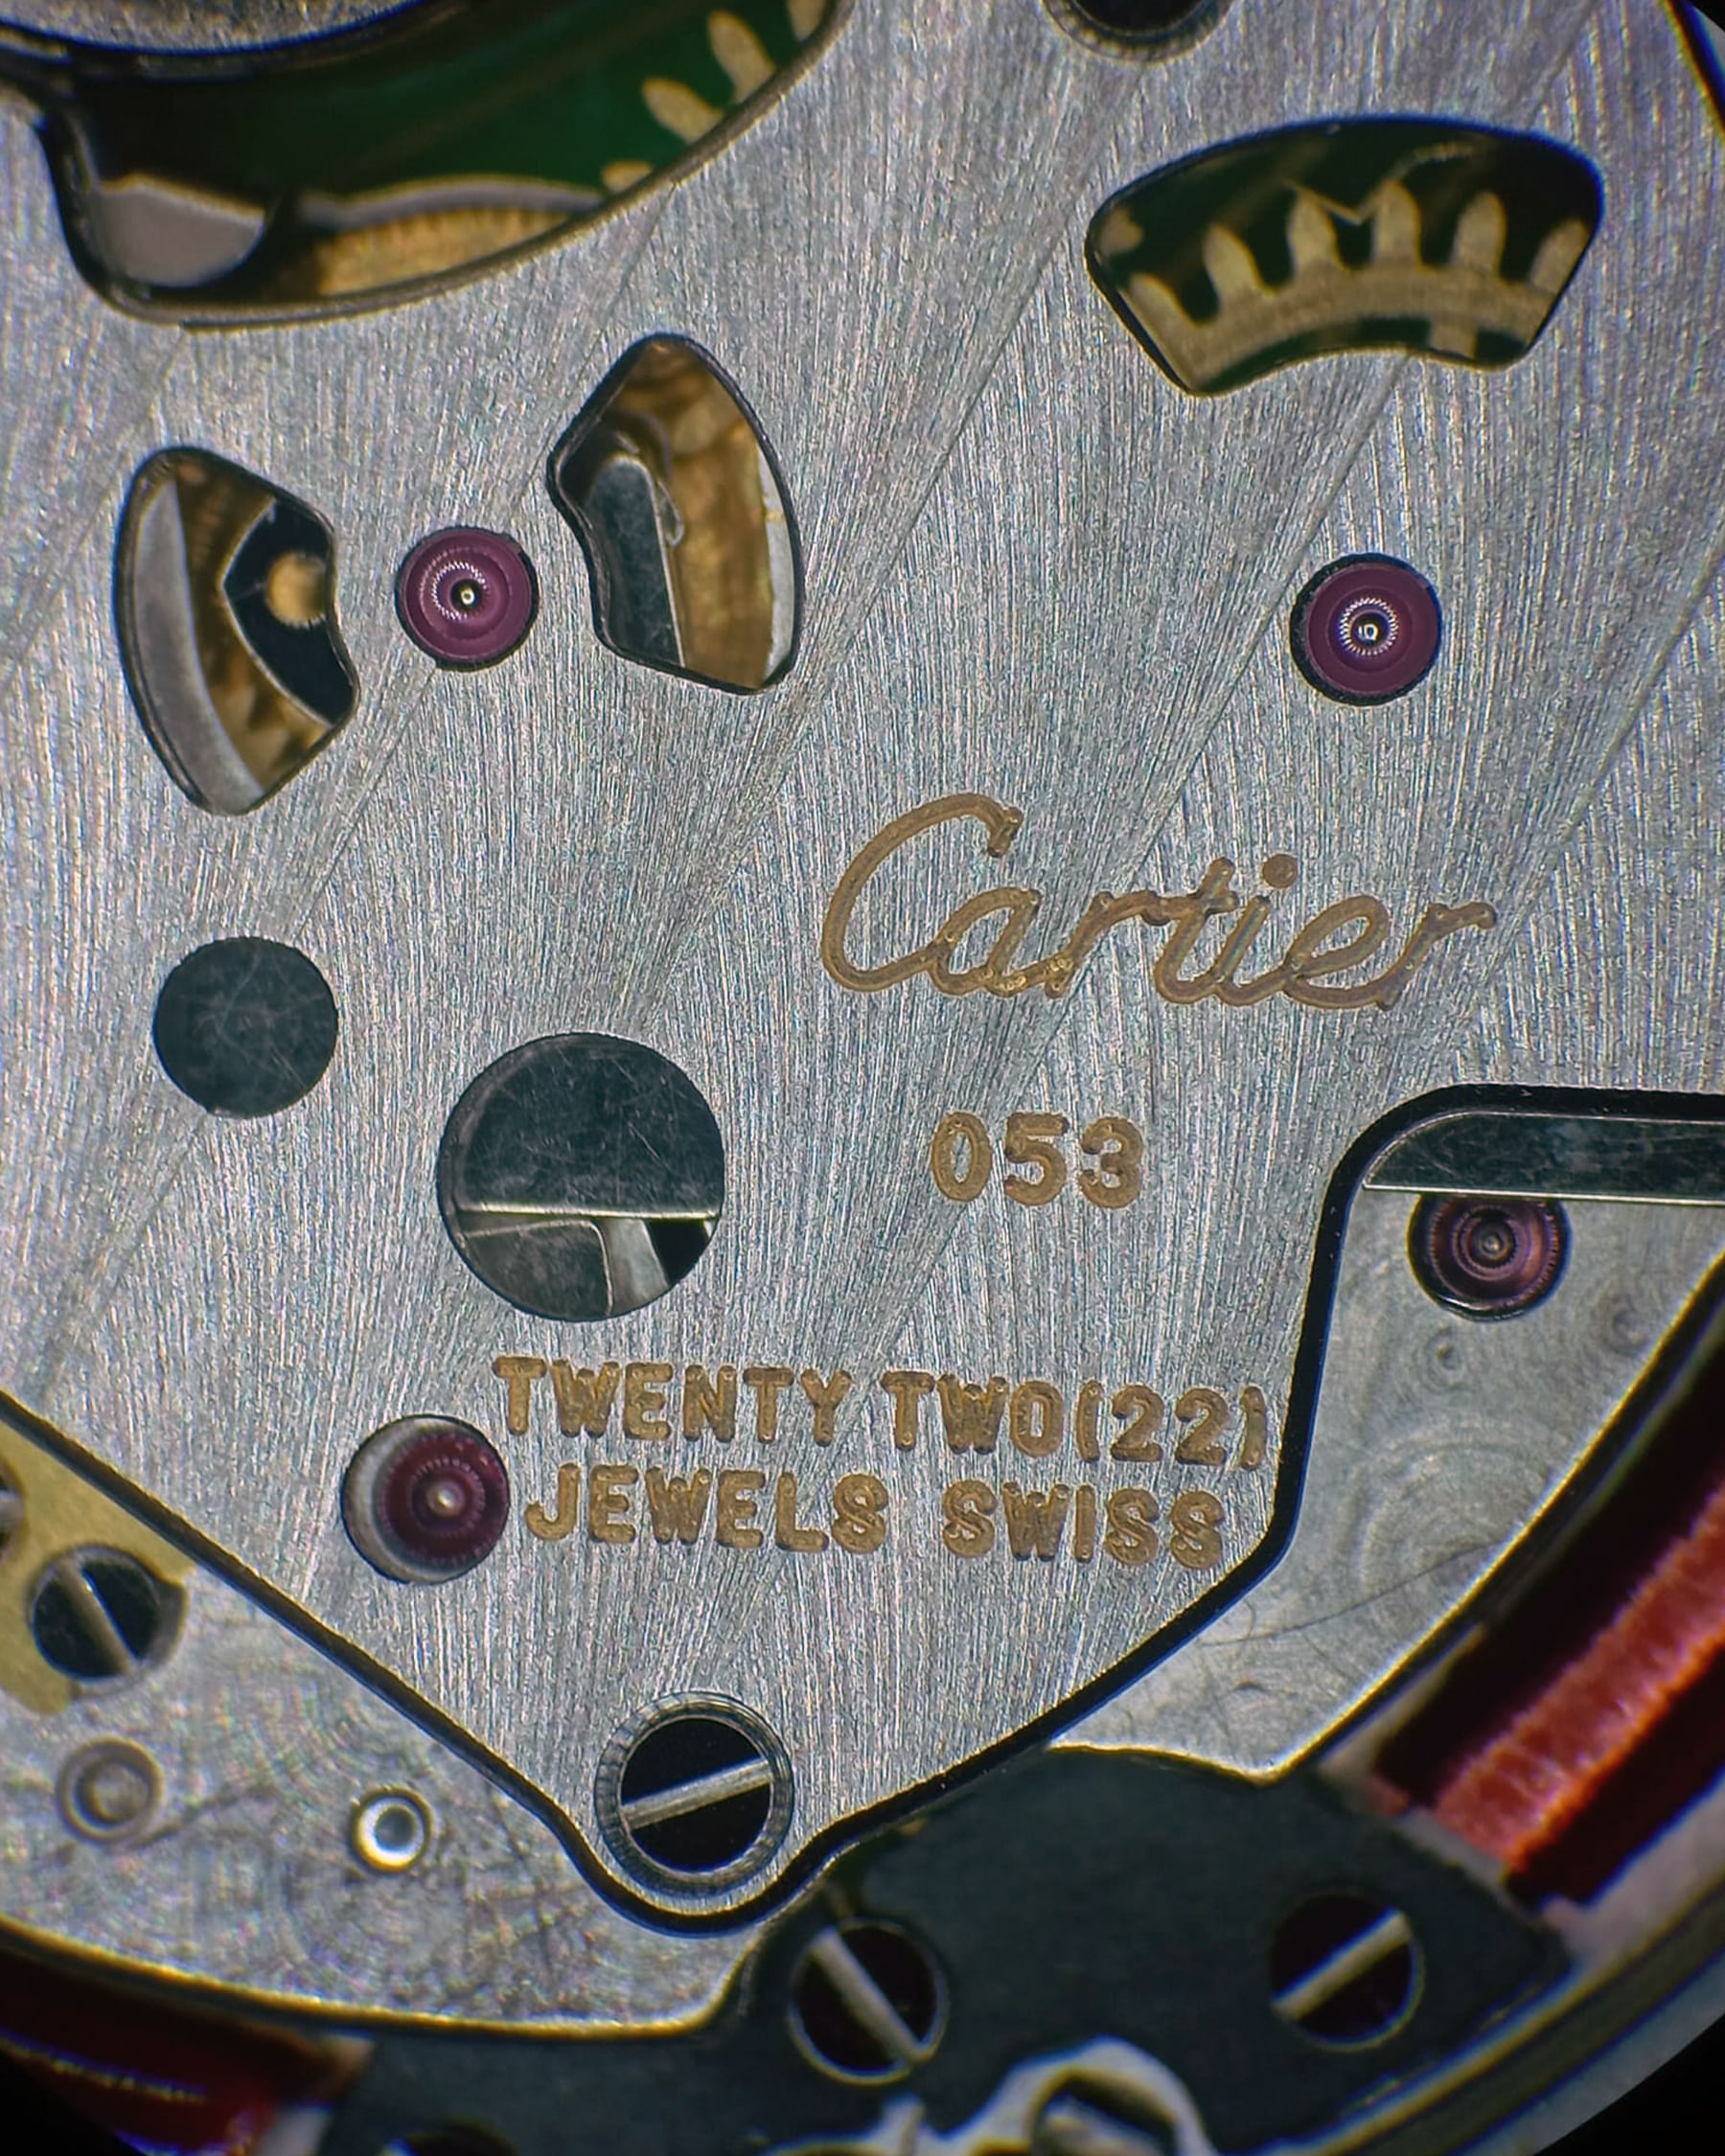 Cartier
053
TWENTY TWO(22)
JEWELS SWISS